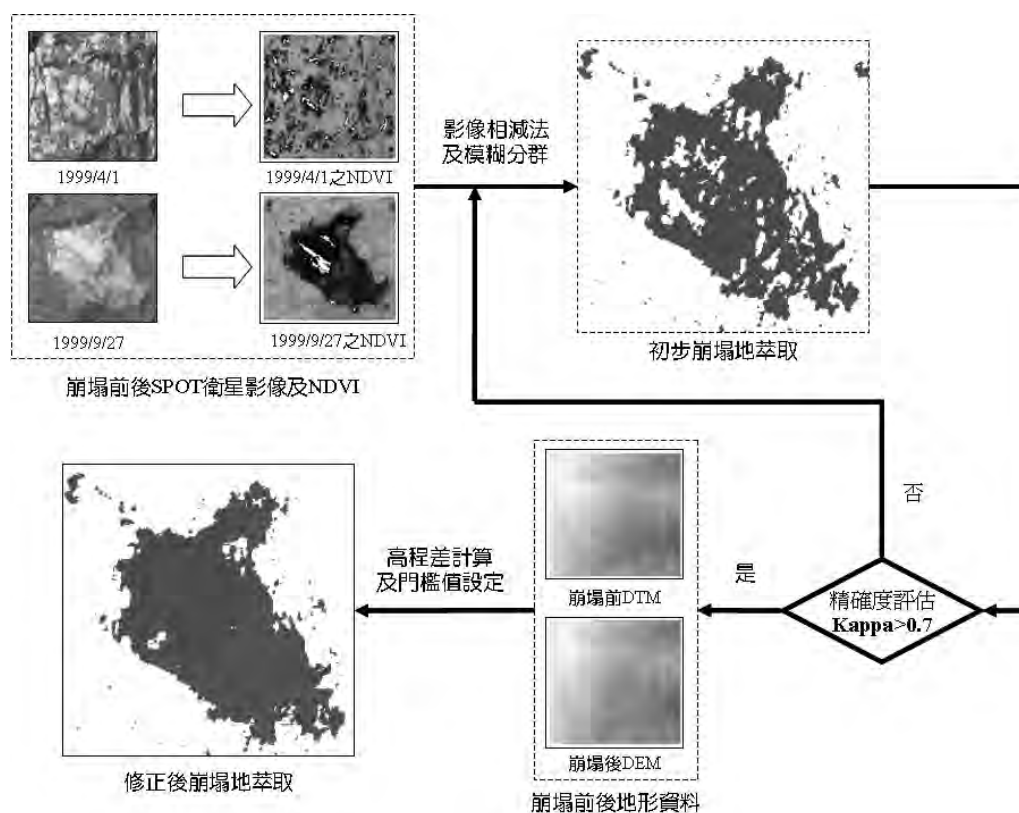 1999/4/1
1999/4/1之NDVI
1999/9/27
1999/9/27之NDVI
崩塌前後SPOT衛星影像及NDVI
影像相減法
及模糊分群
初步崩塌地萃取
否
精確度評估
Kappa>0.7
是
崩塌前DTM
崩塌後DEM
崩塌前後地形資料
高程差計算
及門檻值設定
修正後崩塌地萃取